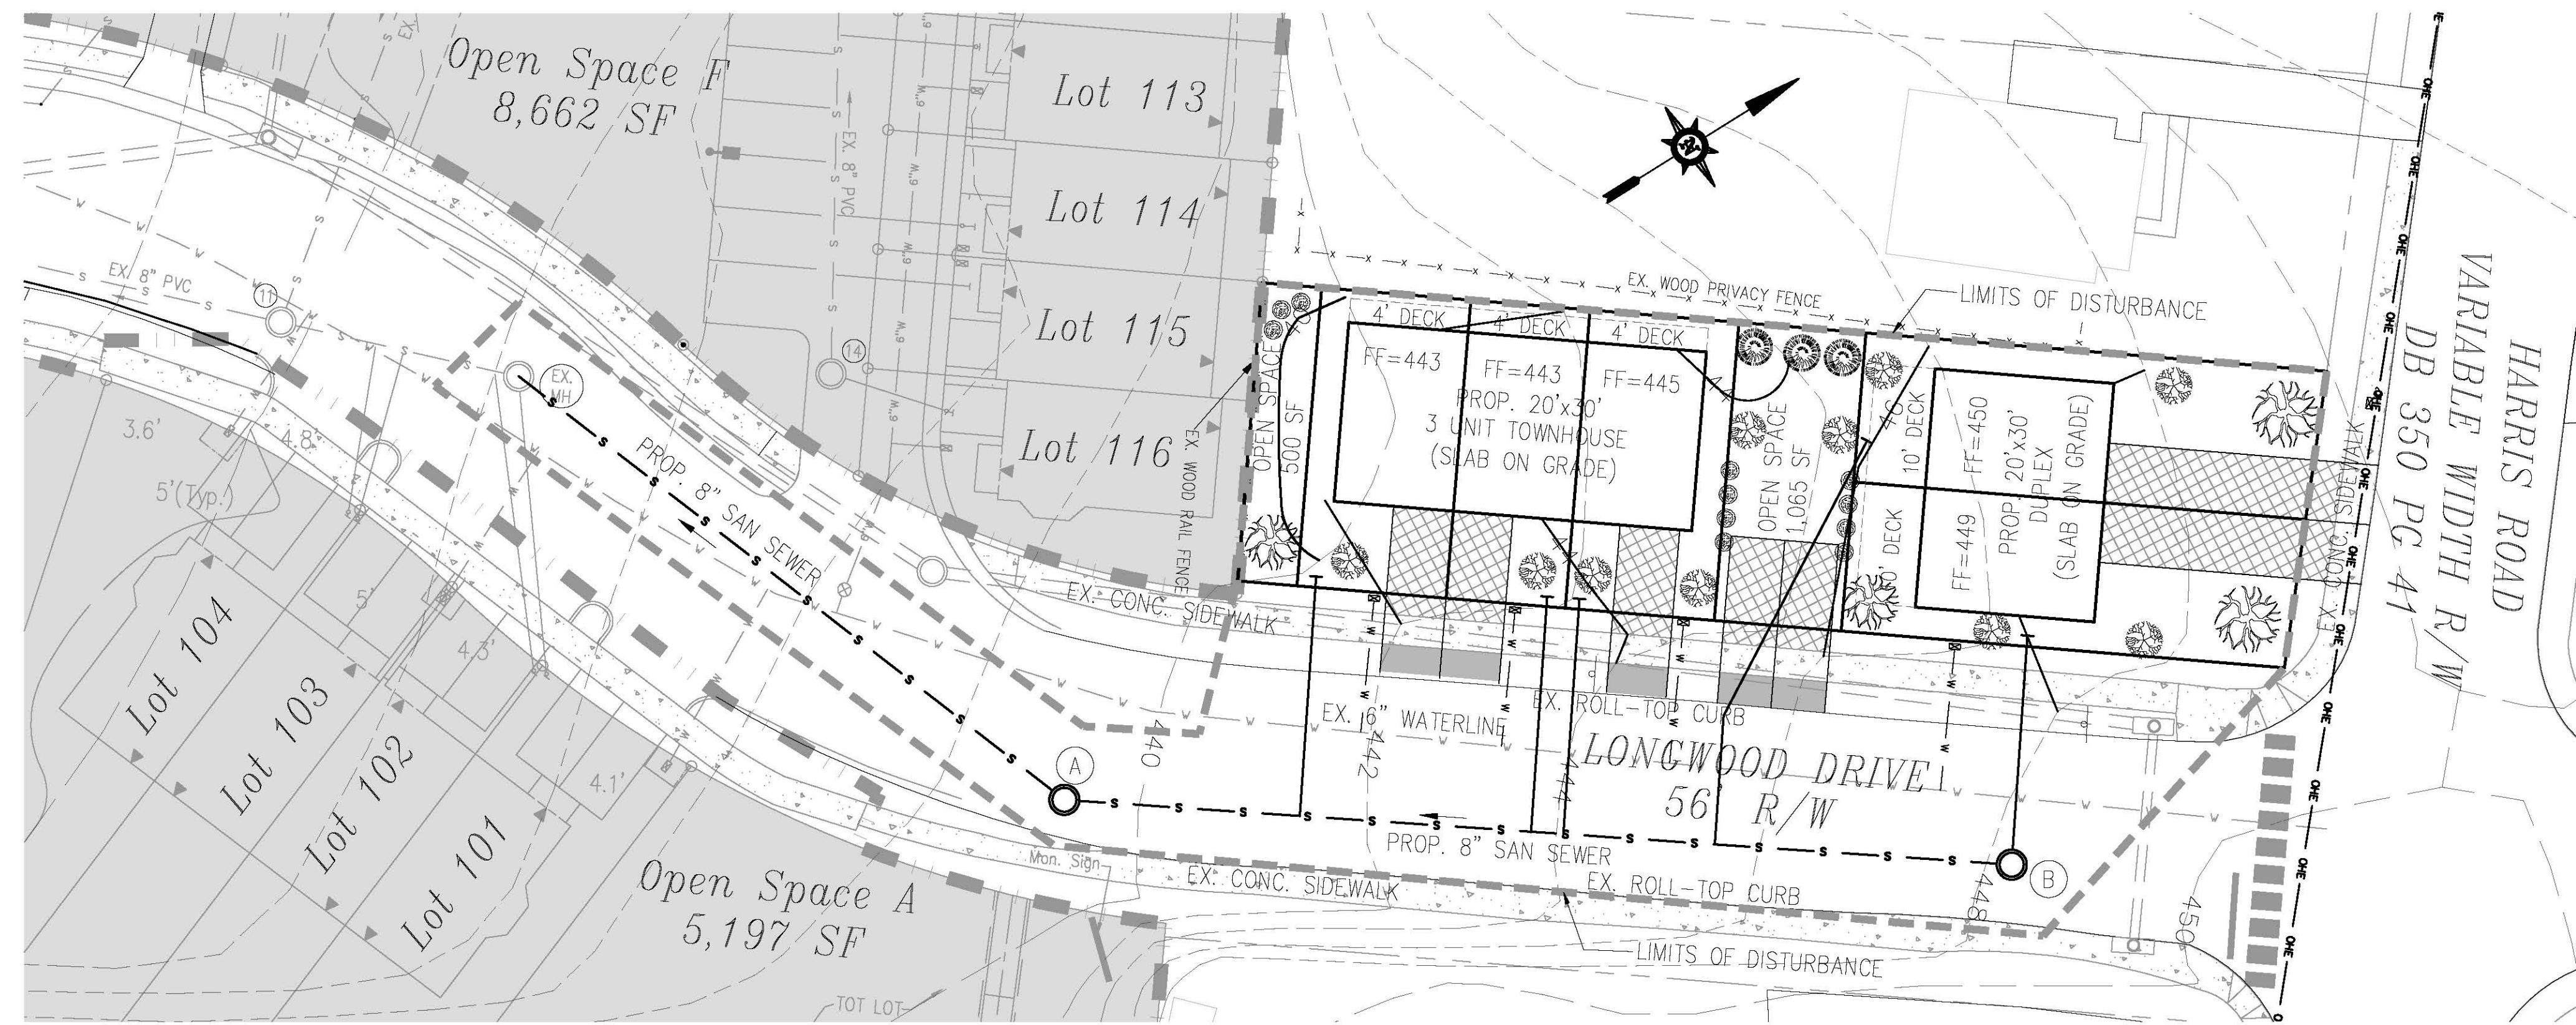 Open Space F
8,662 SF
EX.
EX. 8" PVC
6"W
Lot 113
Lot 114
Lot 115
Lot 116
14
EX. 8" PVC
11
EX.
MH
PROP. 8" SAN SEWER
3.6'
4.8'
5'(Typ.)
5'
4.3'
4.1'
Lot 104
Lot 103
Lot 102
Lot 101
Open Space A
5,197 SF
TOT LOT
Mon. Sign
A
EX. CONC. SIDEWALK
EX. WOOD RAIL FENCE
EX. WOOD PRIVACY FENCE
LIMITS OF DISTURBANCE
OPEN SPACE
500 SF
4' DECK
4' DECK
4' DECK
FF=443
FF=443
FF=445
PROP. 20'x30'
3 UNIT TOWNHOUSE
(SLAB ON GRADE)
OPEN SPACE
1,065 SF
10' DECK
10' DECK
FF=450
FF=449
PROP. 20'x30'
DUPLEX
(SLAB ON GRADE)
EX. CONC. SIDEWALK
HARRIS ROAD
VARIABLE WIDTH R/W
DB 350 PG 41
OHE
EX. 6" WATERLINE
EX. ROLL-TOP CURB
440
442
444
448
450
LONGWOOD DRIVE
56' R/W
PROP. 8" SAN SEWER
B
EX. CONC. SIDEWALK
EX. ROLL-TOP CURB
LIMITS OF DISTURBANCE